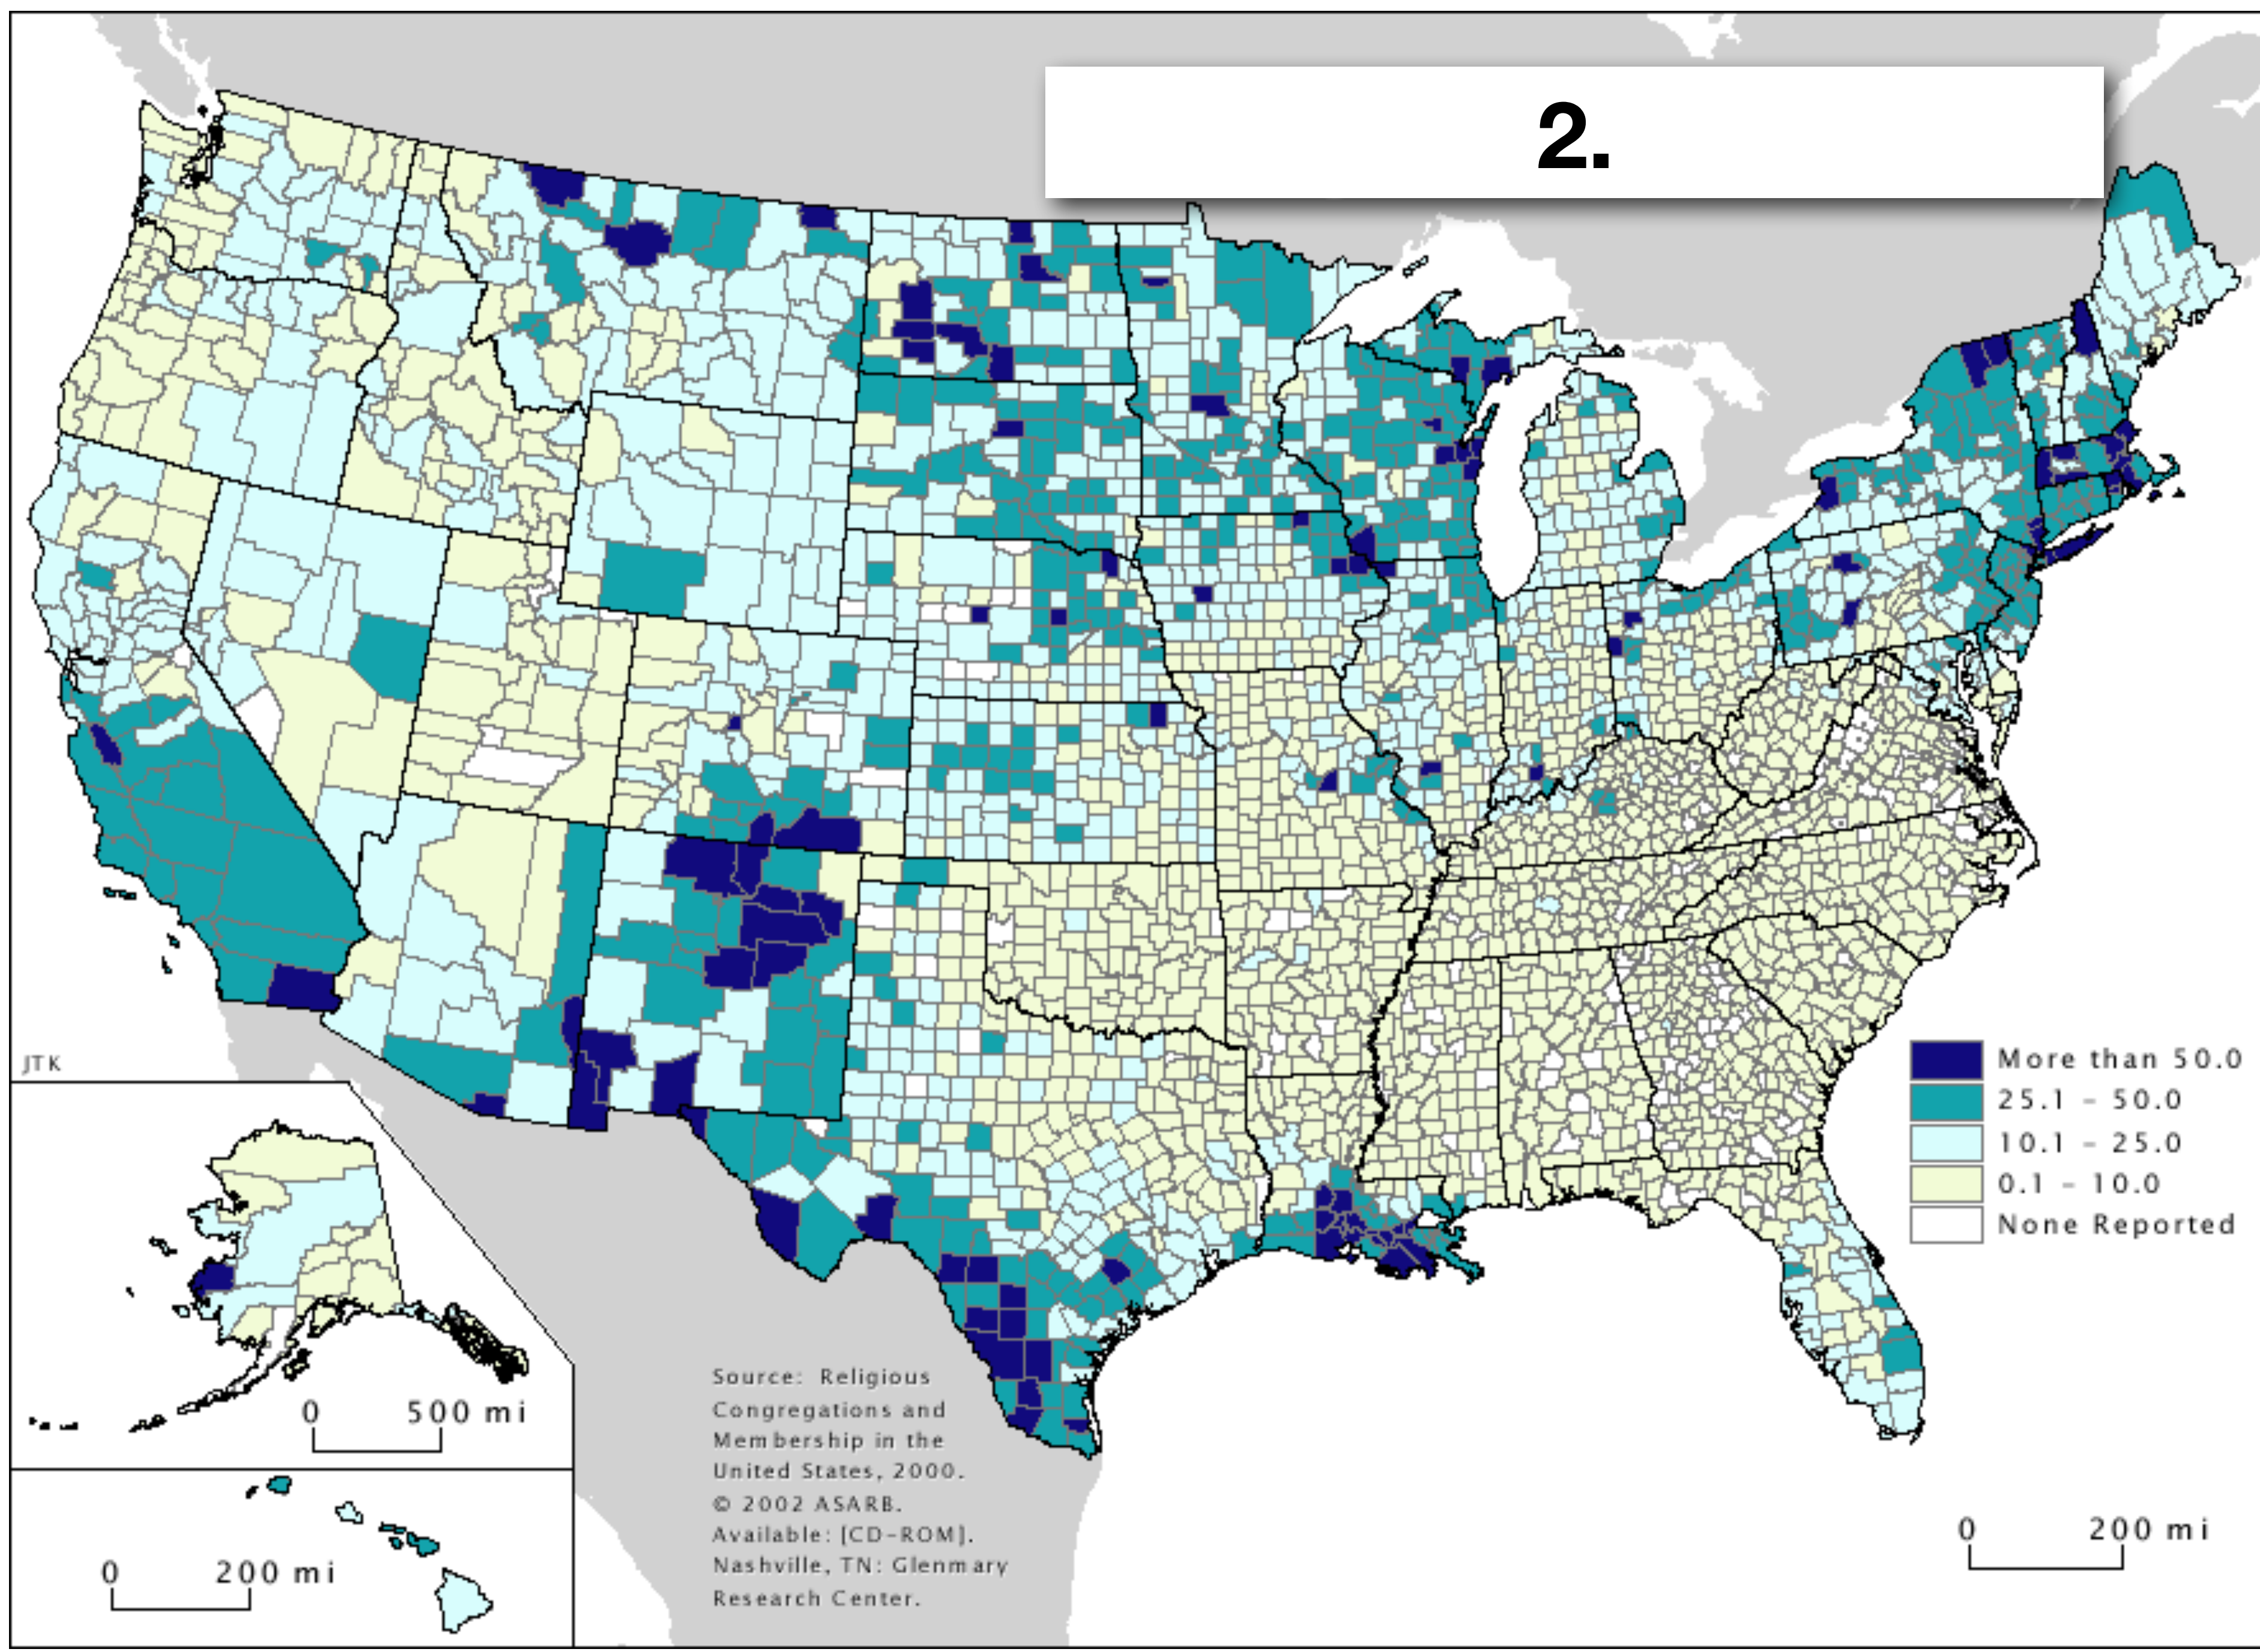 2.
JTK
More than 50.0
25.1 – 50.0
10.1 – 25.0
0.1 – 10.0
None Reported
0 500 mi
0 200 mi
Source: Religious
Congregations and
Membership in the
United States, 2000.
© 2002 ASARB.
Available: [CD-ROM].
Nashville, TN: Glenmary
Research Center.
0 200 mi